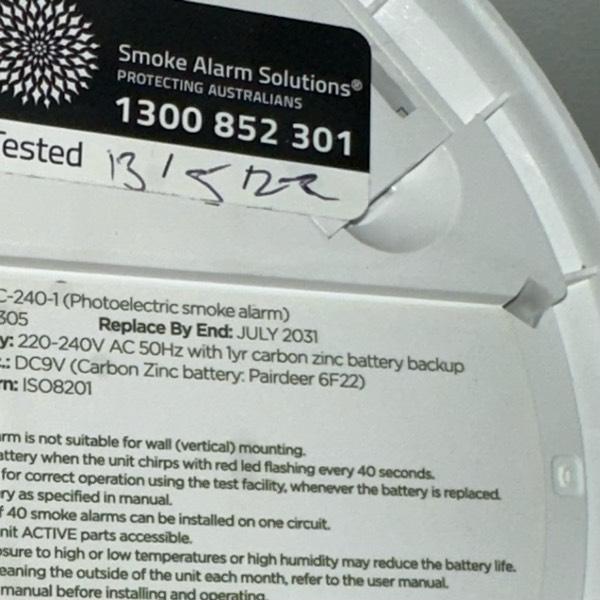 Smoke Alarm Solutions®
PROTECTING AUSTRALIANS
1300 852 301
ested 13/5/22
C-240-1 (Photoelectric smoke alarm)
305 Replace By End: JULY 2031
y: 220-240V AC 50Hz with 1yr carbon zinc battery backup
.: DC9V (Carbon Zinc battery: Pairdeer 6F22)
rn: ISO8201
rm is not suitable for wall (vertical) mounting.
attery when the unit chirps with red led flashing every 40 seconds.
for correct operation using the test facility, whenever the battery is replaced.
ry as specified in manual.
f 40 smoke alarms can be installed on one circuit.
nit ACTIVE parts accessible.
osure to high or low temperatures or high humidity may reduce the battery life.
eaning the outside of the unit each month, refer to the user manual.
manual before installing and operating.